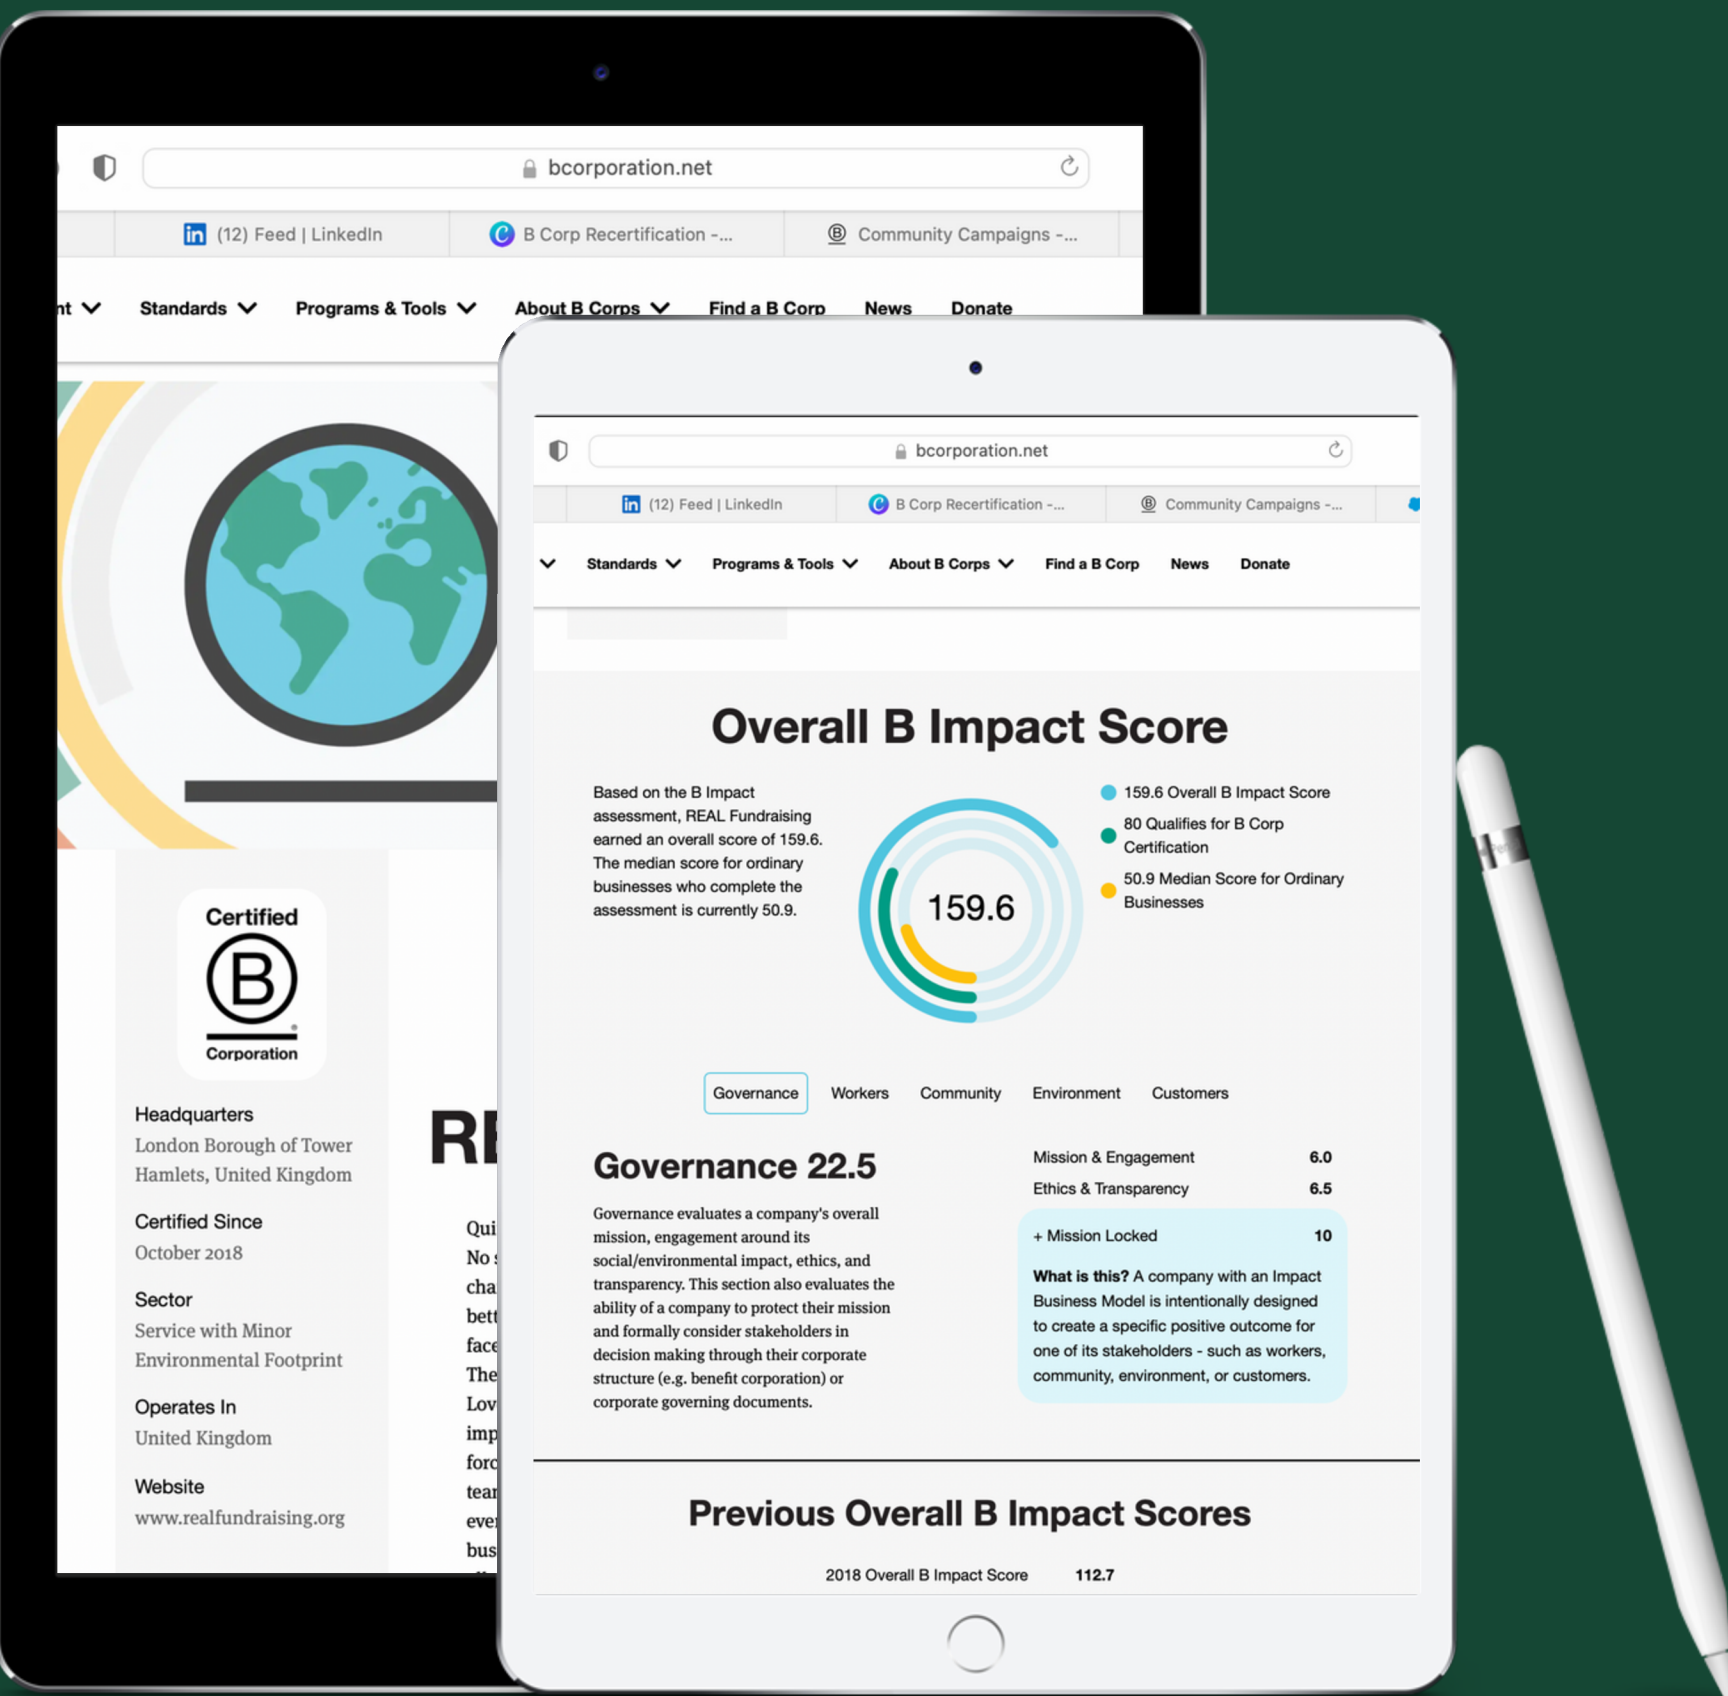 bcorporation.net
(12) Feed | LinkedIn
B Corp Recertification -...
Community Campaigns -...
Standards
Programs & Tools
About B Corps
Find a B Corp
News
Donate
Certified
B
®
Corporation
Headquarters
London Borough of Tower
Hamlets, United Kingdom
Certified Since
October 2018
Sector
Service with Minor
Environmental Footprint
Operates In
United Kingdom
Website
www.realfundraising.org
bcorporation.net
(12) Feed | LinkedIn
B Corp Recertification -...
Community Campaigns -...
Standards
Programs & Tools
About B Corps
Find a B Corp
News
Donate
Overall B Impact Score
Based on the B Impact
assessment, REAL Fundraising
earned an overall score of 159.6.
The median score for ordinary
businesses who complete the
assessment is currently 50.9.
159.6
159.6 Overall B Impact Score
80 Qualifies for B Corp
Certification
50.9 Median Score for Ordinary
Businesses
Governance
Workers
Community
Environment
Customers
Governance 22.5
Governance evaluates a company's overall
mission, engagement around its
social/environmental impact, ethics, and
transparency. This section also evaluates the
ability of a company to protect their mission
and formally consider stakeholders in
decision making through their corporate
structure (e.g. benefit corporation) or
corporate governing documents.
Mission & Engagement 6.0
Ethics & Transparency 6.5
+ Mission Locked 10
What is this? A company with an Impact
Business Model is intentionally designed
to create a specific positive outcome for
one of its stakeholders - such as workers,
community, environment, or customers.
Previous Overall B Impact Scores
2018 Overall B Impact Score 112.7